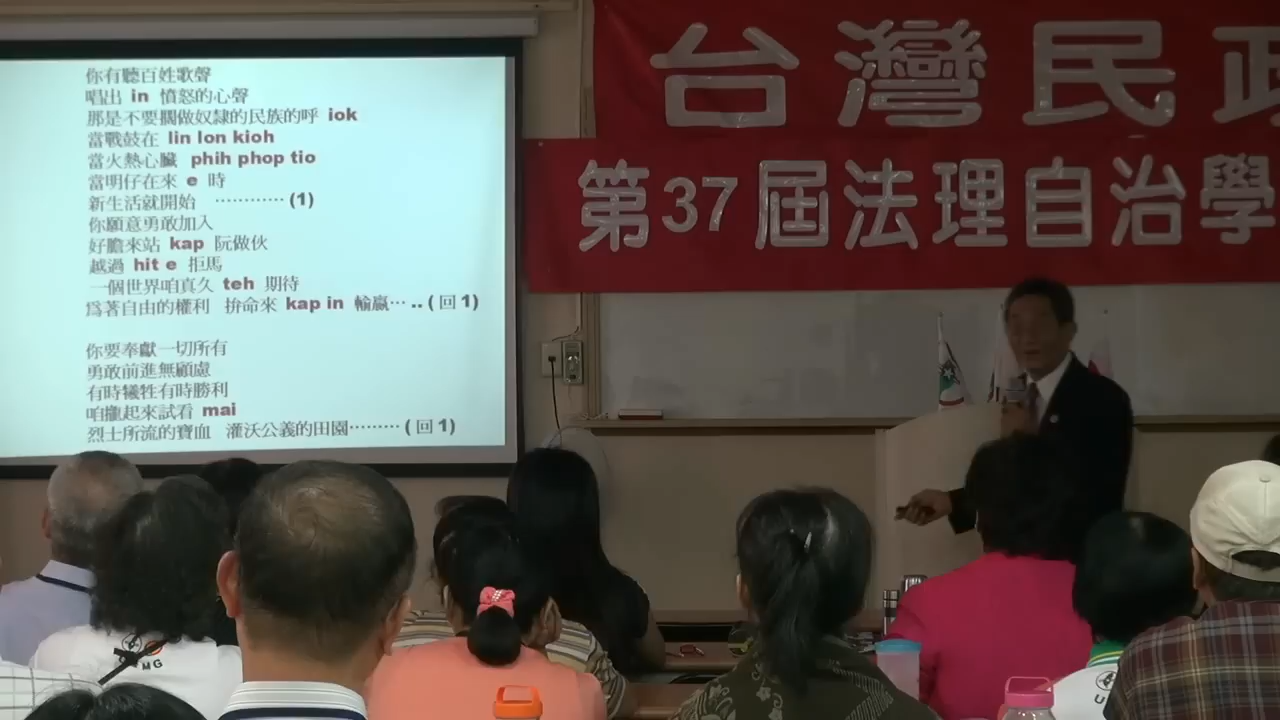 你有聽百姓歌聲
唱出 in 憤怒的心聲
那是不要擱做奴隸的民族的呼 iok
當戰鼓在 lin lon kioh
當火熱心臟 phih phop tio
當明仔在來 e 時
新生活就開始 ………… (1)
你願意勇敢加入
好膽來站 kap 阮做伙
越過 hit e 拒馬
一個世界咱真久 teh 期待
爲著自由的權利 拚命來 kap in 輸贏… .. ( 回 1)
你要奉獻一切所有
勇敢前進無顧慮
有時犧牲有時勝利
咱攏起來試看 mai
烈士所流的寶血 灌沃公義的田園……… ( 回 1)
台灣民政
第37屆法理自治學
MG
U